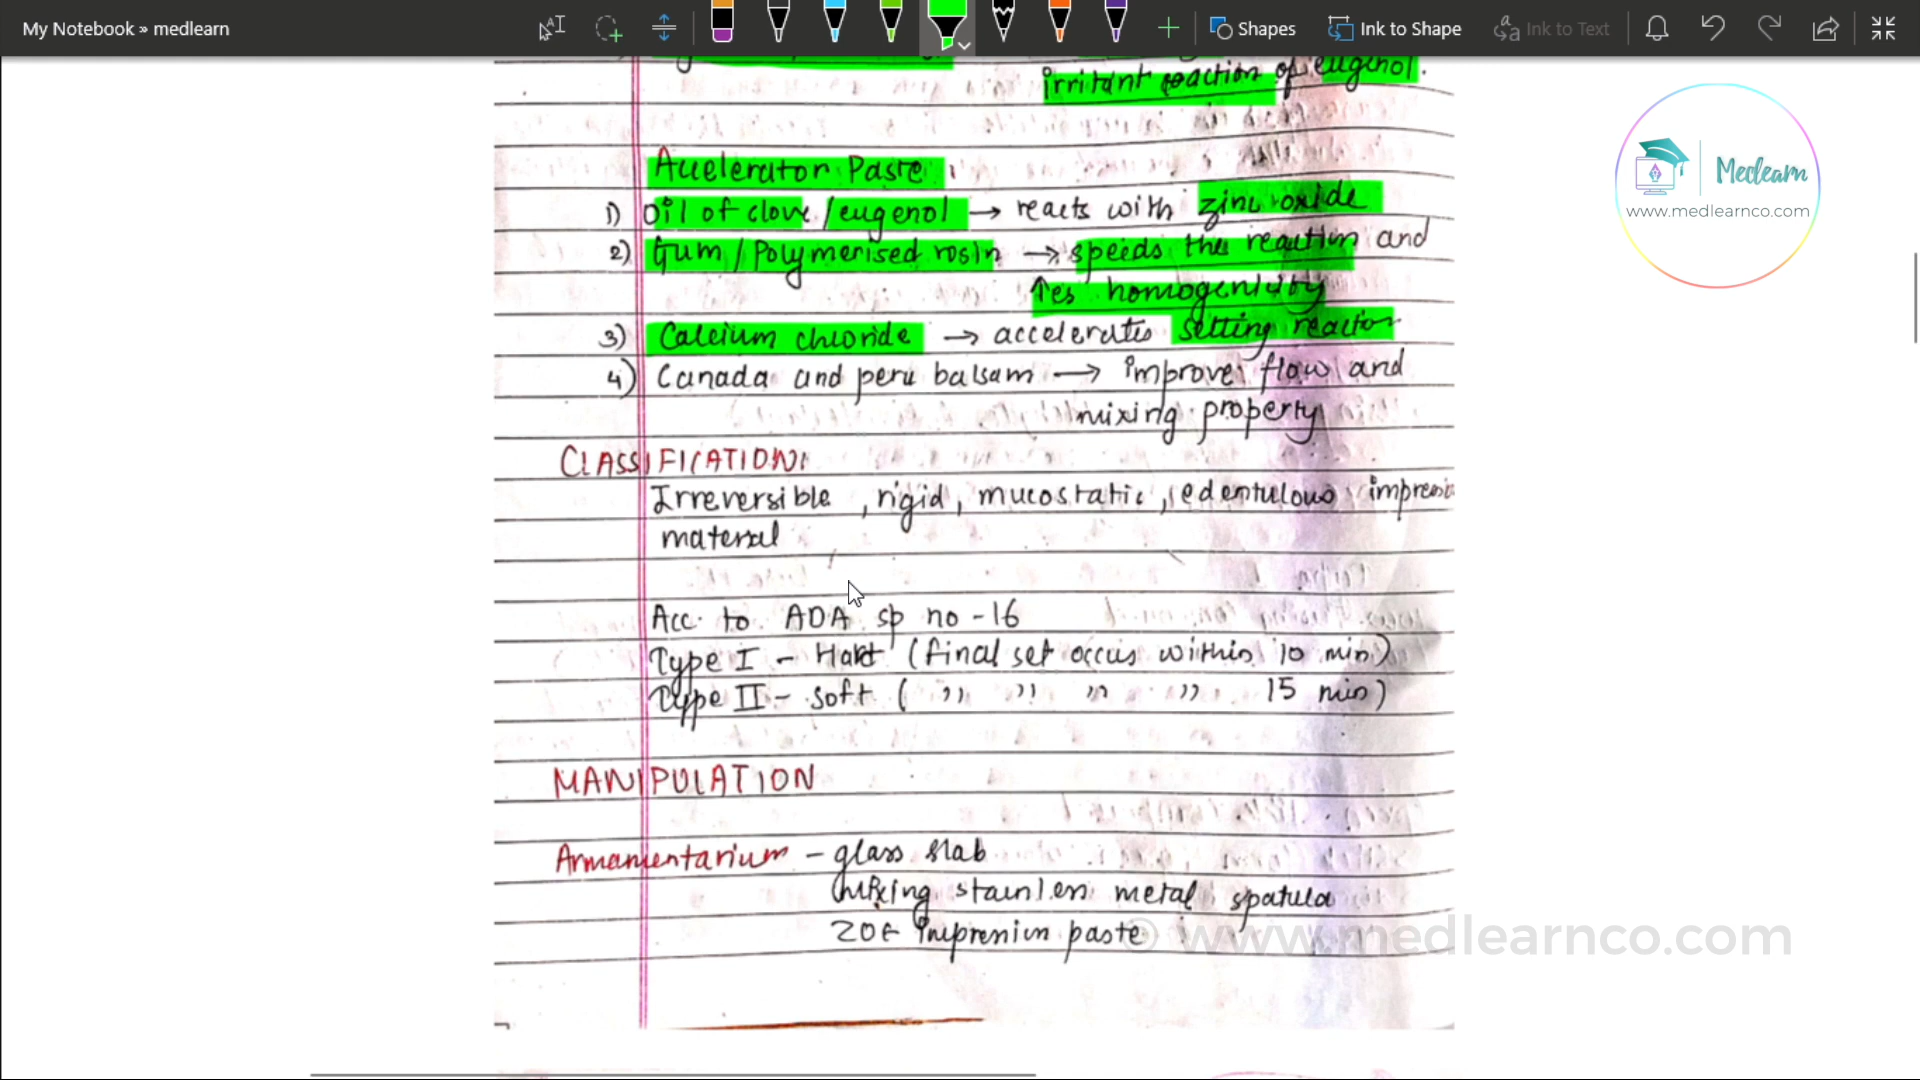 My Notebook » medlearn
Shapes
Ink to Shape
Ink to Text
irritant reaction of eugenol.
Medlearn
www.medlearnco.com
Accelerator Paste
1) Oil of clove / eugenol → reacts with zinc oxide
2) Gum / Polymerised rosin → speeds the reaction and
↑es homogenicity
3) Calcium chloride → accelerates setting reaction
4) Canada and peru balsam → improve flow and
mixing property
CLASSIFICATION:
Irreversible, rigid, mucostatic, edentulous impressio
material
Acc. to ADA sp no - 16
Type I - Hard (final set occurs within 10 min)
Type II - soft ( ,, ,, ,, ,, 15 min)
MANIPULATION
Armamentarium - glass slab
mixing stainless metal spatula
ZOE impression paste
© www.medlearnco.com